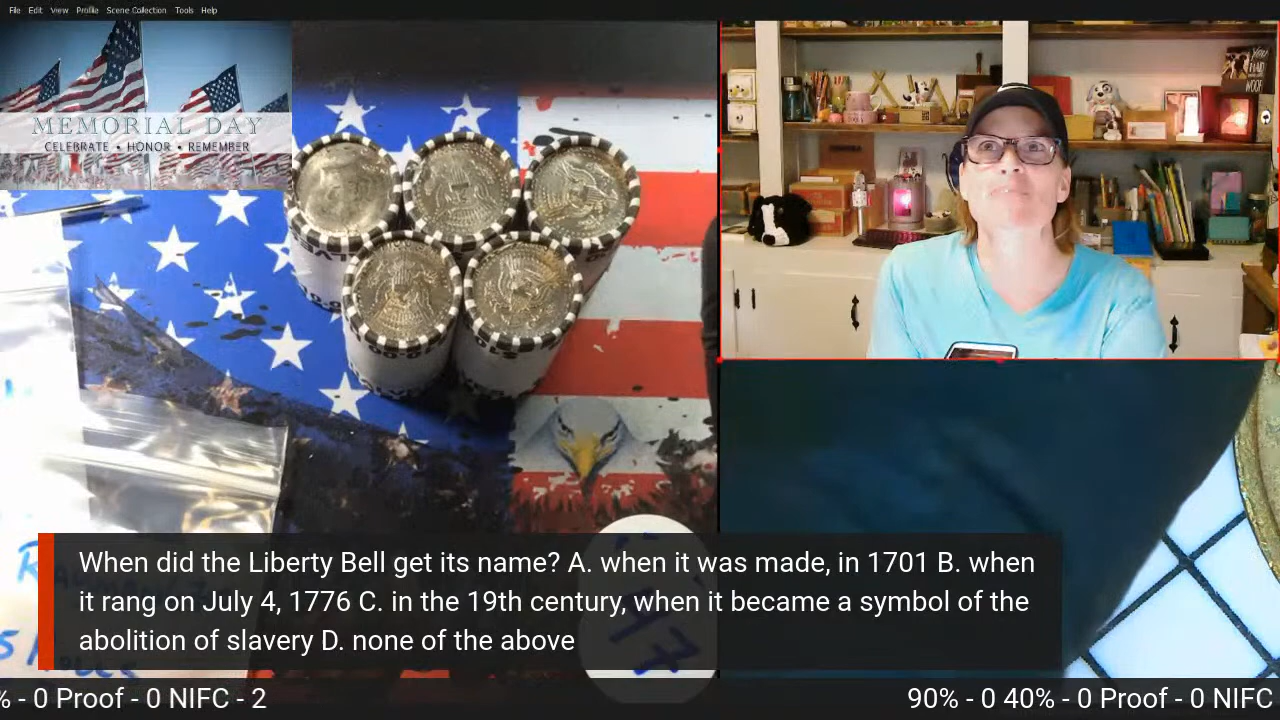 File Edit View Profile Scene Collection Tools Help
MEMORIAL DAY
CELEBRATE • HONOR • REMEMBER
When did the Liberty Bell get its name? A. when it was made, in 1701 B. when
it rang on July 4, 1776 C. in the 19th century, when it became a symbol of the
abolition of slavery D. none of the above
% - 0 Proof - 0 NIFC - 2
90% - 0 40% - 0 Proof - 0 NIFC